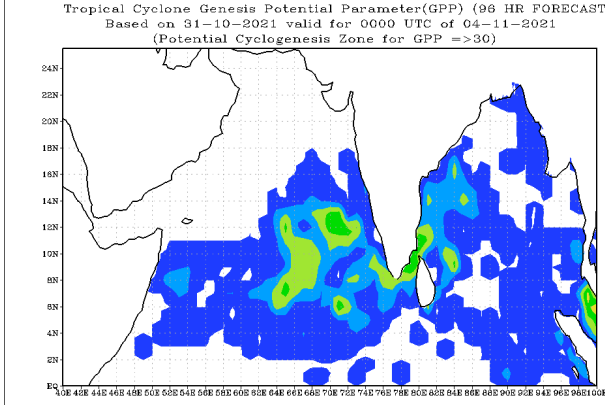 Tropical Cyclone Genesis Potential Parameter(GPP) (96 HR FORECAST
Based on 31-10-2021 valid for 0000 UTC of 04-11-2021
(Potential Cyclogenesis Zone for GPP =>30)
24N
22N
20N
18N
16N
14N
12N
10N
8N
6N
4N
2N
EQ
40E 42E 44E 46E 48E 50E 52E 54E 56E 58E 60E 62E 64E 66E 68E 70E 72E 74E 76E 78E 80E 82E 84E 86E 88E 90E 92E 94E 96E 98E 100E